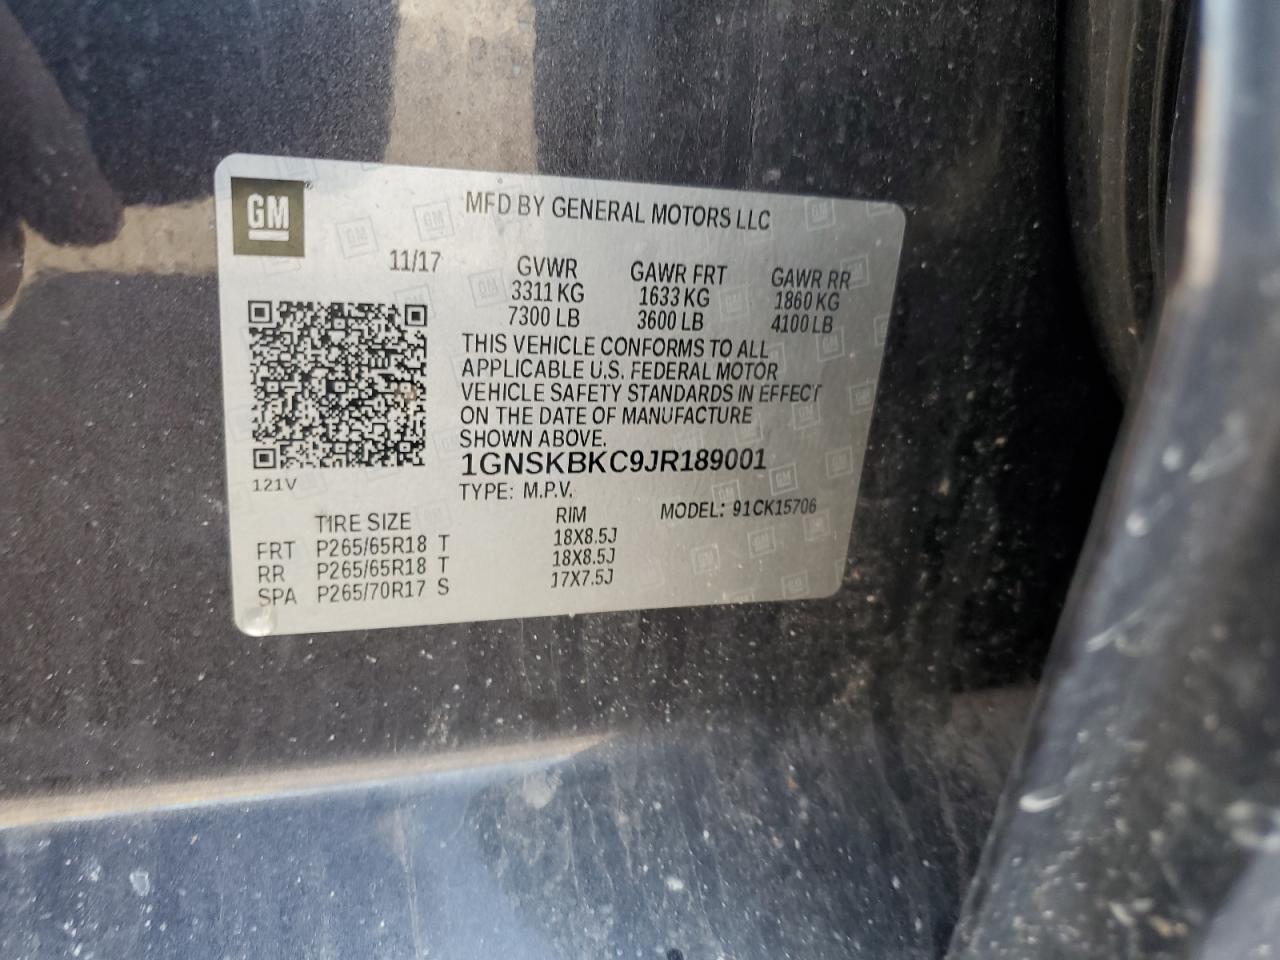 GM
MFD BY GENERAL MOTORS LLC
11/17
GVWR GAWR FRT GAWR RR
3311 KG 1633 KG 1860 KG
7300 LB 3600 LB 4100 LB
THIS VEHICLE CONFORMS TO ALL
APPLICABLE U.S. FEDERAL MOTOR
VEHICLE SAFETY STANDARDS IN EFFECT
ON THE DATE OF MANUFACTURE
SHOWN ABOVE.
1GNSKBKC9JR189001
121V
TYPE: M.P.V. MODEL: 91CK15706
TIRE SIZE RIM
FRT P265/65R18 T 18X8.5J
RR P265/65R18 T 18X8.5J
SPA P265/70R17 S 17X7.5J